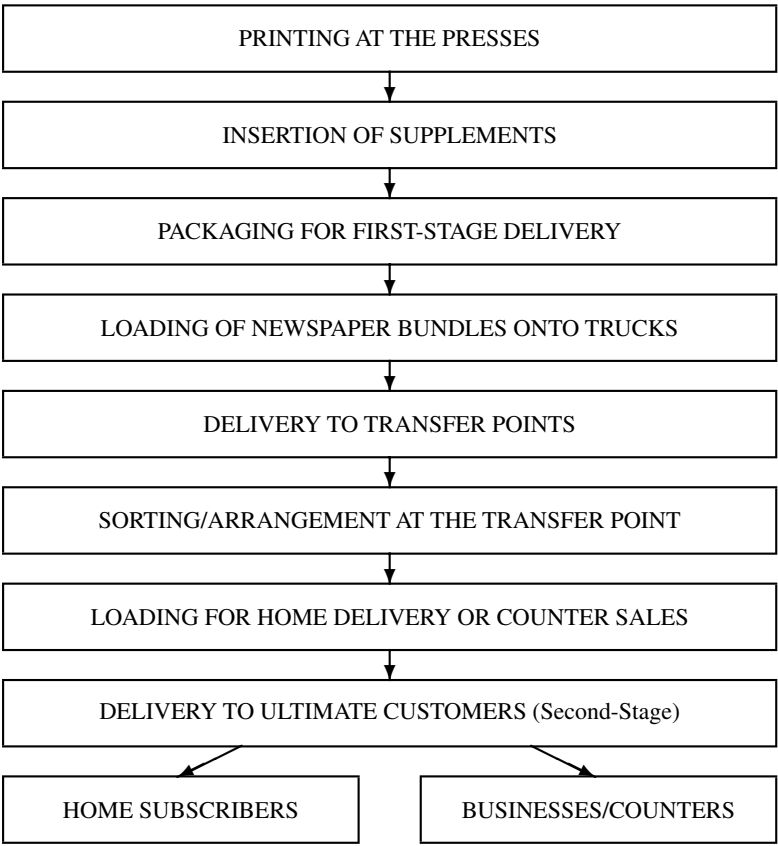 PRINTING AT THE PRESSES
INSERTION OF SUPPLEMENTS
PACKAGING FOR FIRST-STAGE DELIVERY
LOADING OF NEWSPAPER BUNDLES ONTO TRUCKS
DELIVERY TO TRANSFER POINTS
SORTING/ARRANGEMENT AT THE TRANSFER POINT
LOADING FOR HOME DELIVERY OR COUNTER SALES
DELIVERY TO ULTIMATE CUSTOMERS (Second-Stage)
HOME SUBSCRIBERS
BUSINESSES/COUNTERS